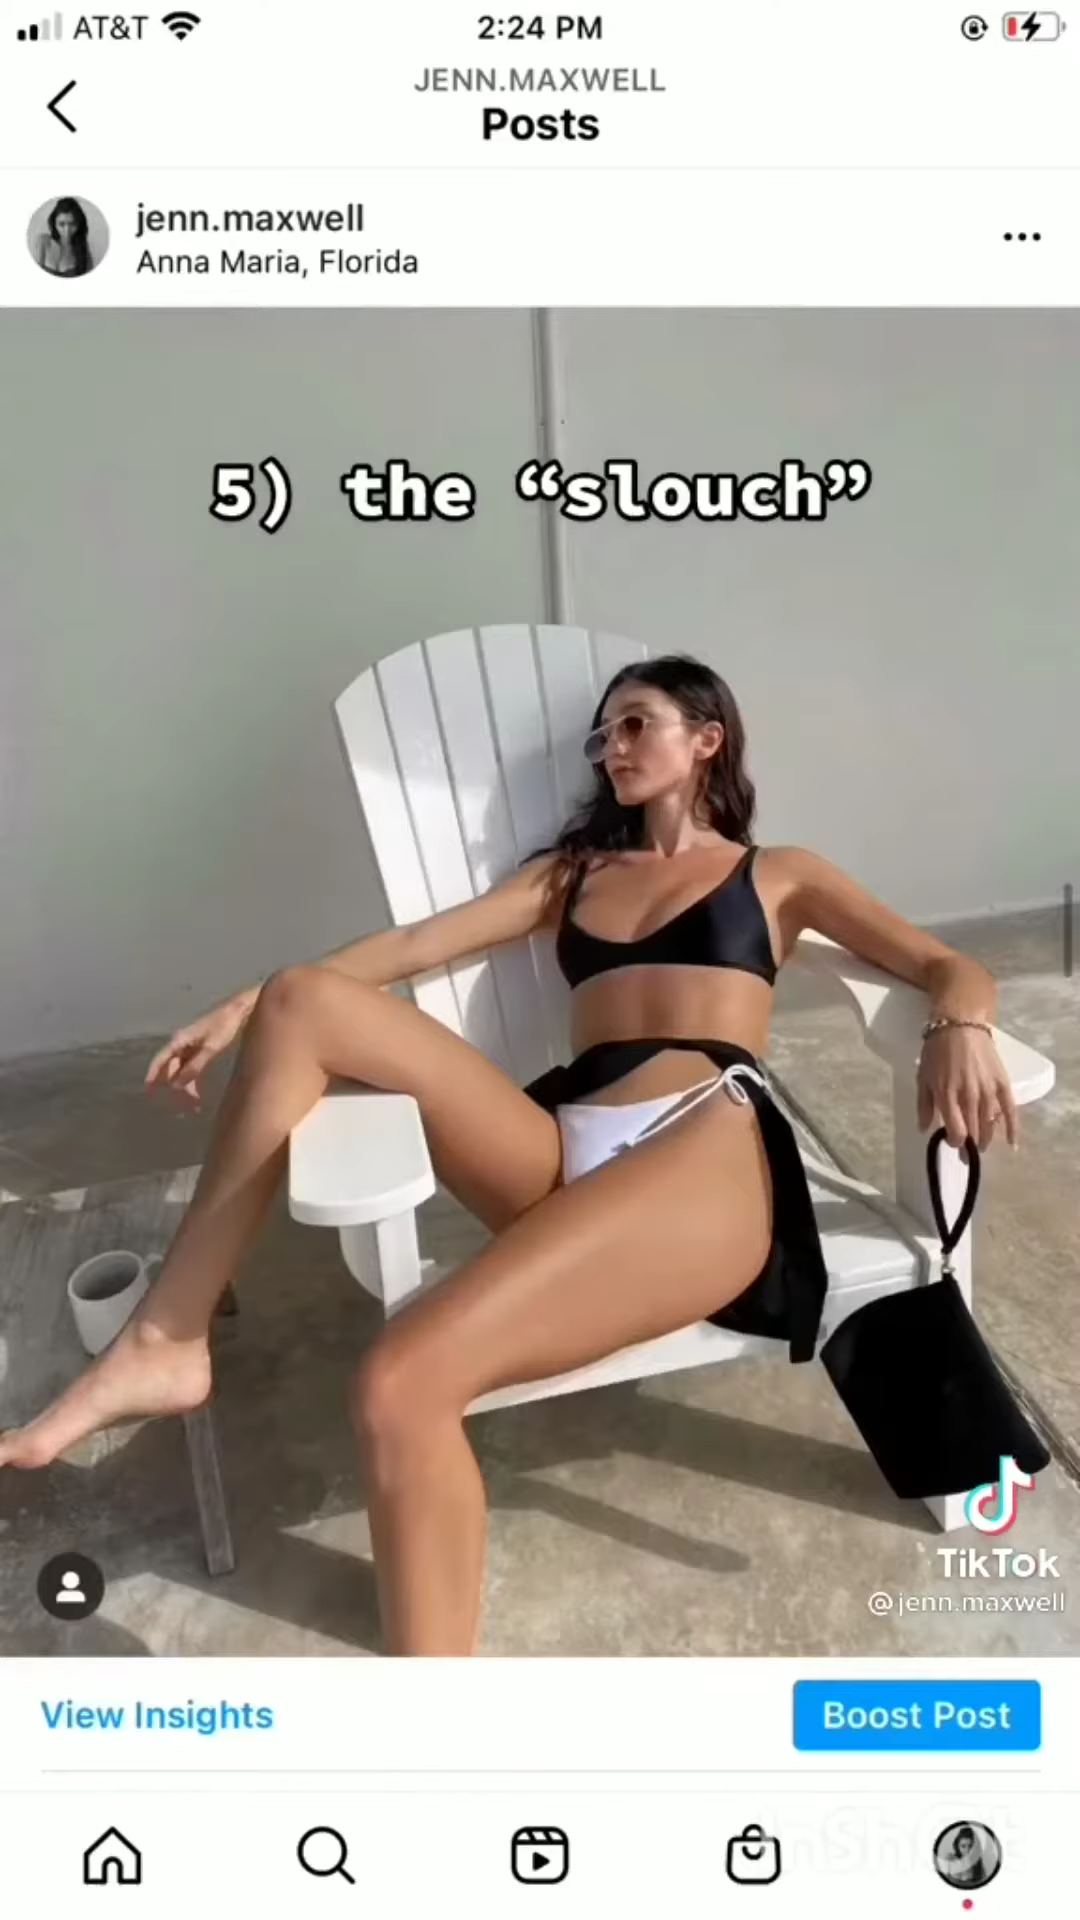 AT&T
2:24 PM
JENN.MAXWELL
Posts
jenn.maxwell
Anna Maria, Florida
5) the “slouch”
TikTok
@jenn.maxwell
View Insights
Boost Post
InShOt